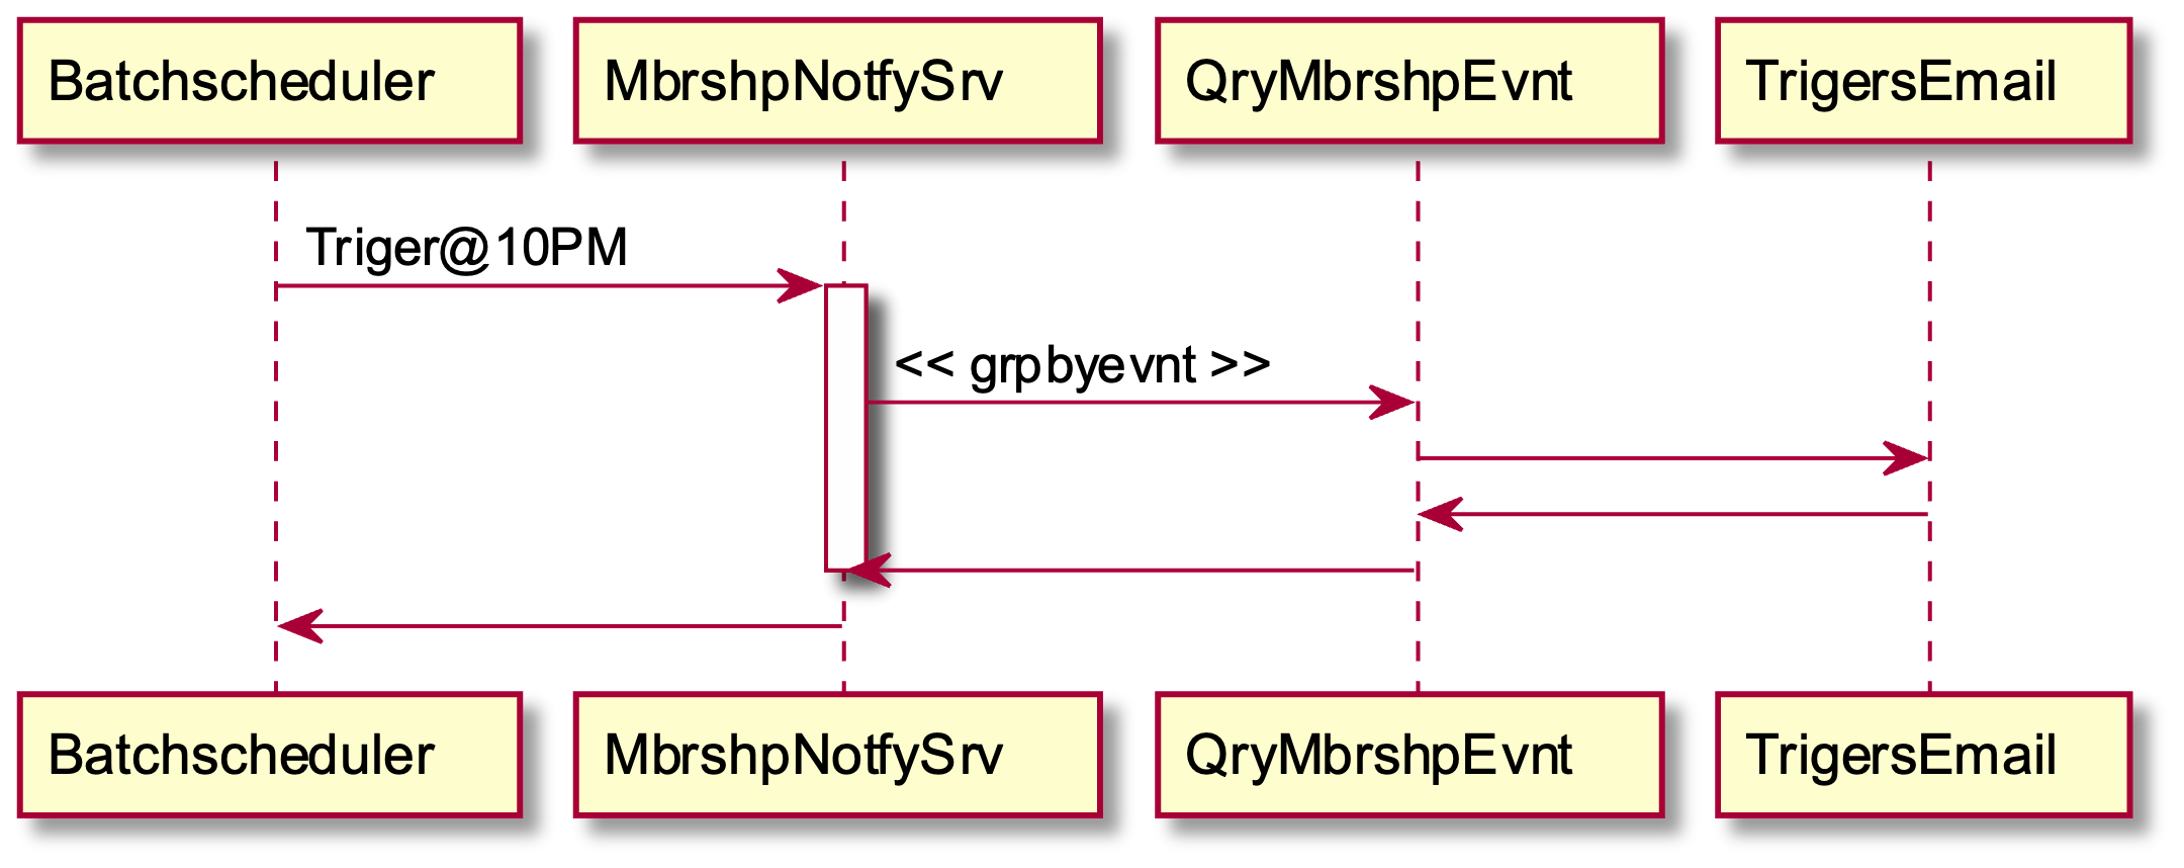 Batchscheduler
MbrshpNotfySrv
QryMbrshpEvnt
TrigersEmail
Triger@10PM
<< grpbyevnt >>
Batchscheduler
MbrshpNotfySrv
QryMbrshpEvnt
TrigersEmail